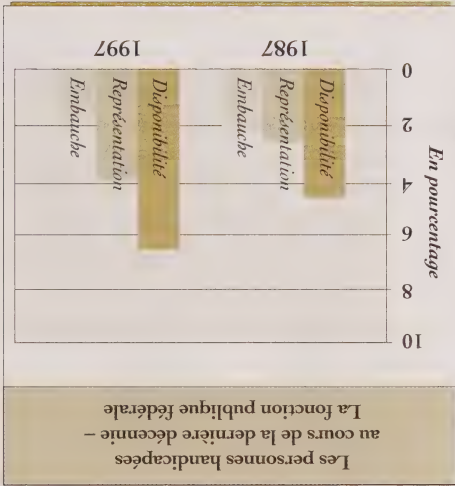 Les personnes handicapées
au cours de la dernière décennie –
La fonction publique fédérale
En pourcentage
10
8
6
4
2
0
Disponibilité
Représentation
Embauche
Disponibilité
Représentation
Embauche
1987
1997